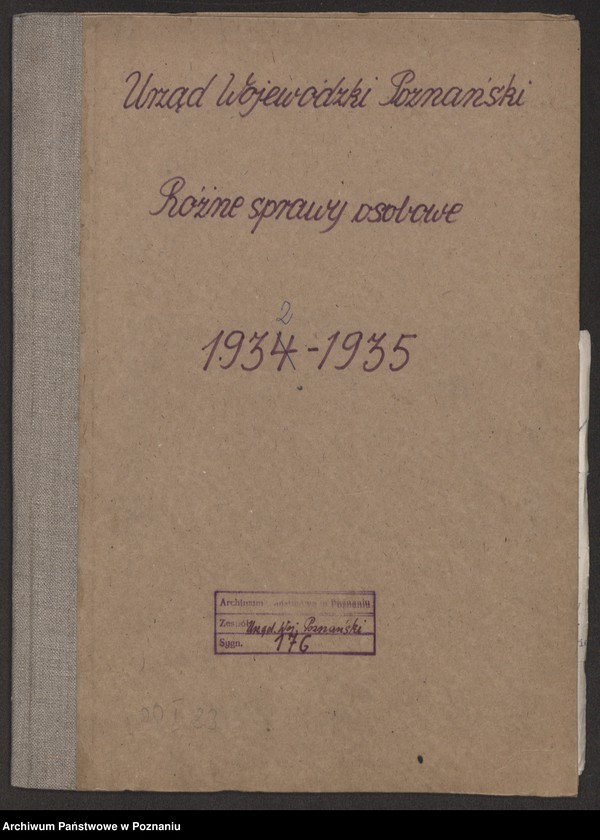 Urząd Wojewódzki Poznański
Różne sprawy osobowe
2
1934-1935
Archiwum Państwowe w Poznaniu
Zespół Urząd. Woj. Poznański
Sygn. 176
Archiwum Państwowe w Poznaniu